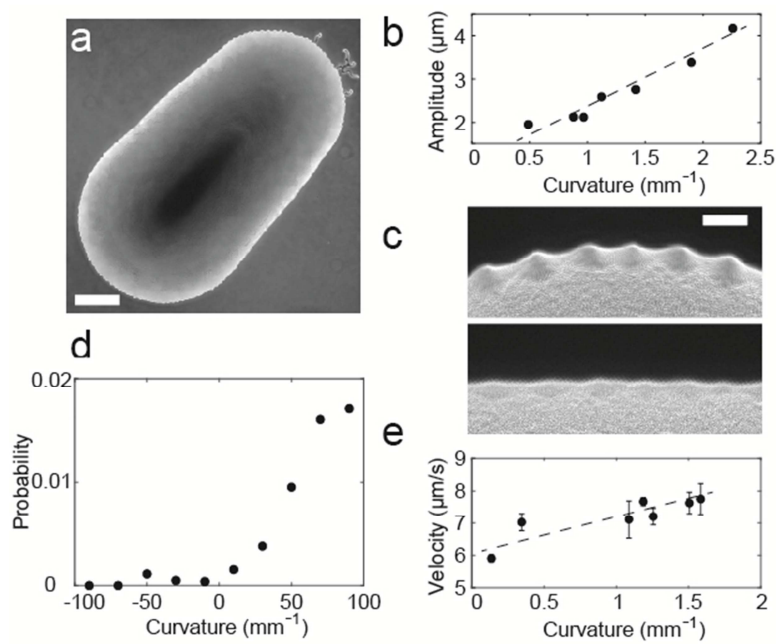 a
b
Amplitude (µm)
4
3
2
0 0.5 1 1.5 2 2.5
Curvature (mm⁻¹)
c
d
Probability
0.02
0.01
0
-100 -50 0 50 100
Curvature (mm⁻¹)
e
Velocity (µm/s)
9
8
7
6
5
0 0.5 1 1.5 2
Curvature (mm⁻¹)